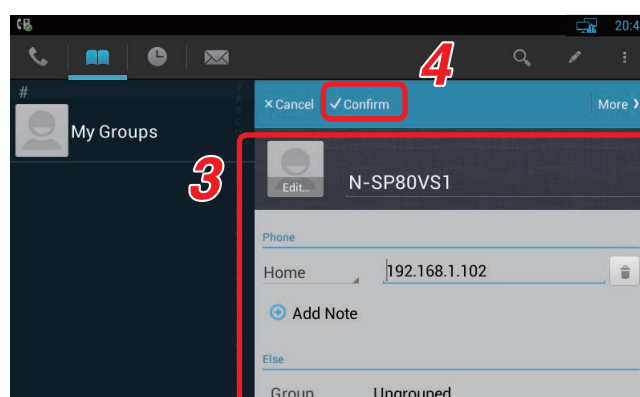 20:4
4
#
× Cancel ✓ Confirm More
My Groups
3
Edit... N-SP80VS1
Phone
Home 192.168.1.102
Add Note
Else
Group Ungrouped